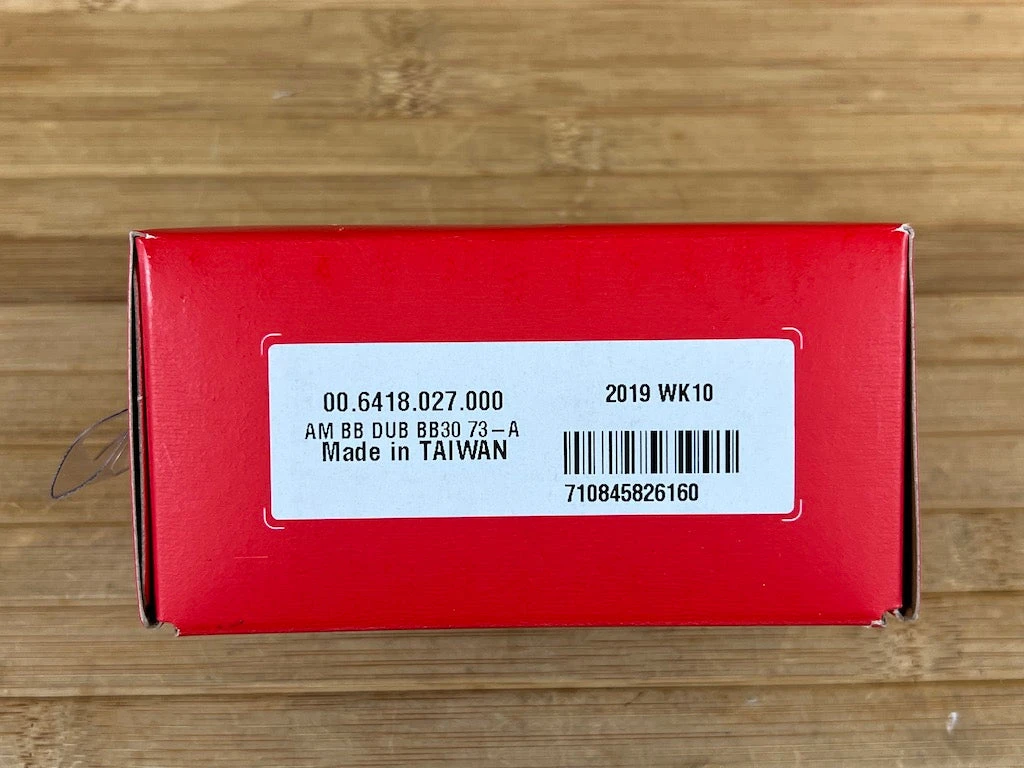 00.6418.027.000
AM BB DUB BB30 73–A
Made in TAIWAN
2019 WK10
710845826160